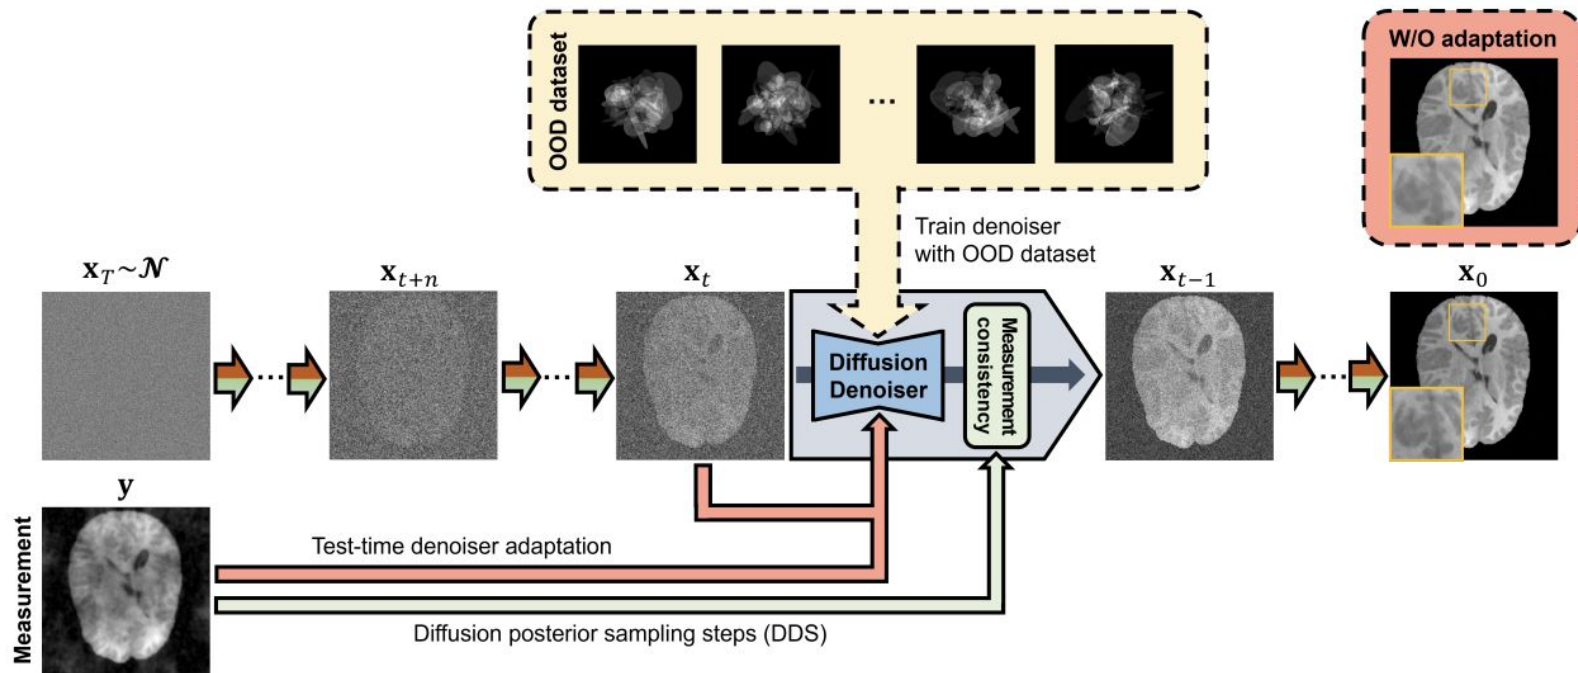 OOD dataset
...
W/O adaptation
Train denoiser
with OOD dataset
𝐱_T~𝓝
𝐱_{t+n}
𝐱_t
𝐱_{t−1}
𝐱_0
...
...
Diffusion
Denoiser
Measurement
consistency
...
𝐲
Measurement
Test-time denoiser adaptation
Diffusion posterior sampling steps (DDS)